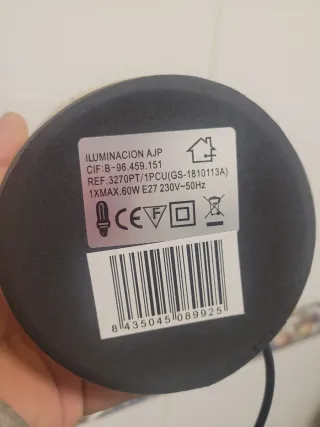 ILUMINACION AJP
CIF:B-96.459.151
REF.3270PT/1PCU(GS-1810113A)
1XMAX.60W E27 230V~50Hz
CE F
8 435045 089925